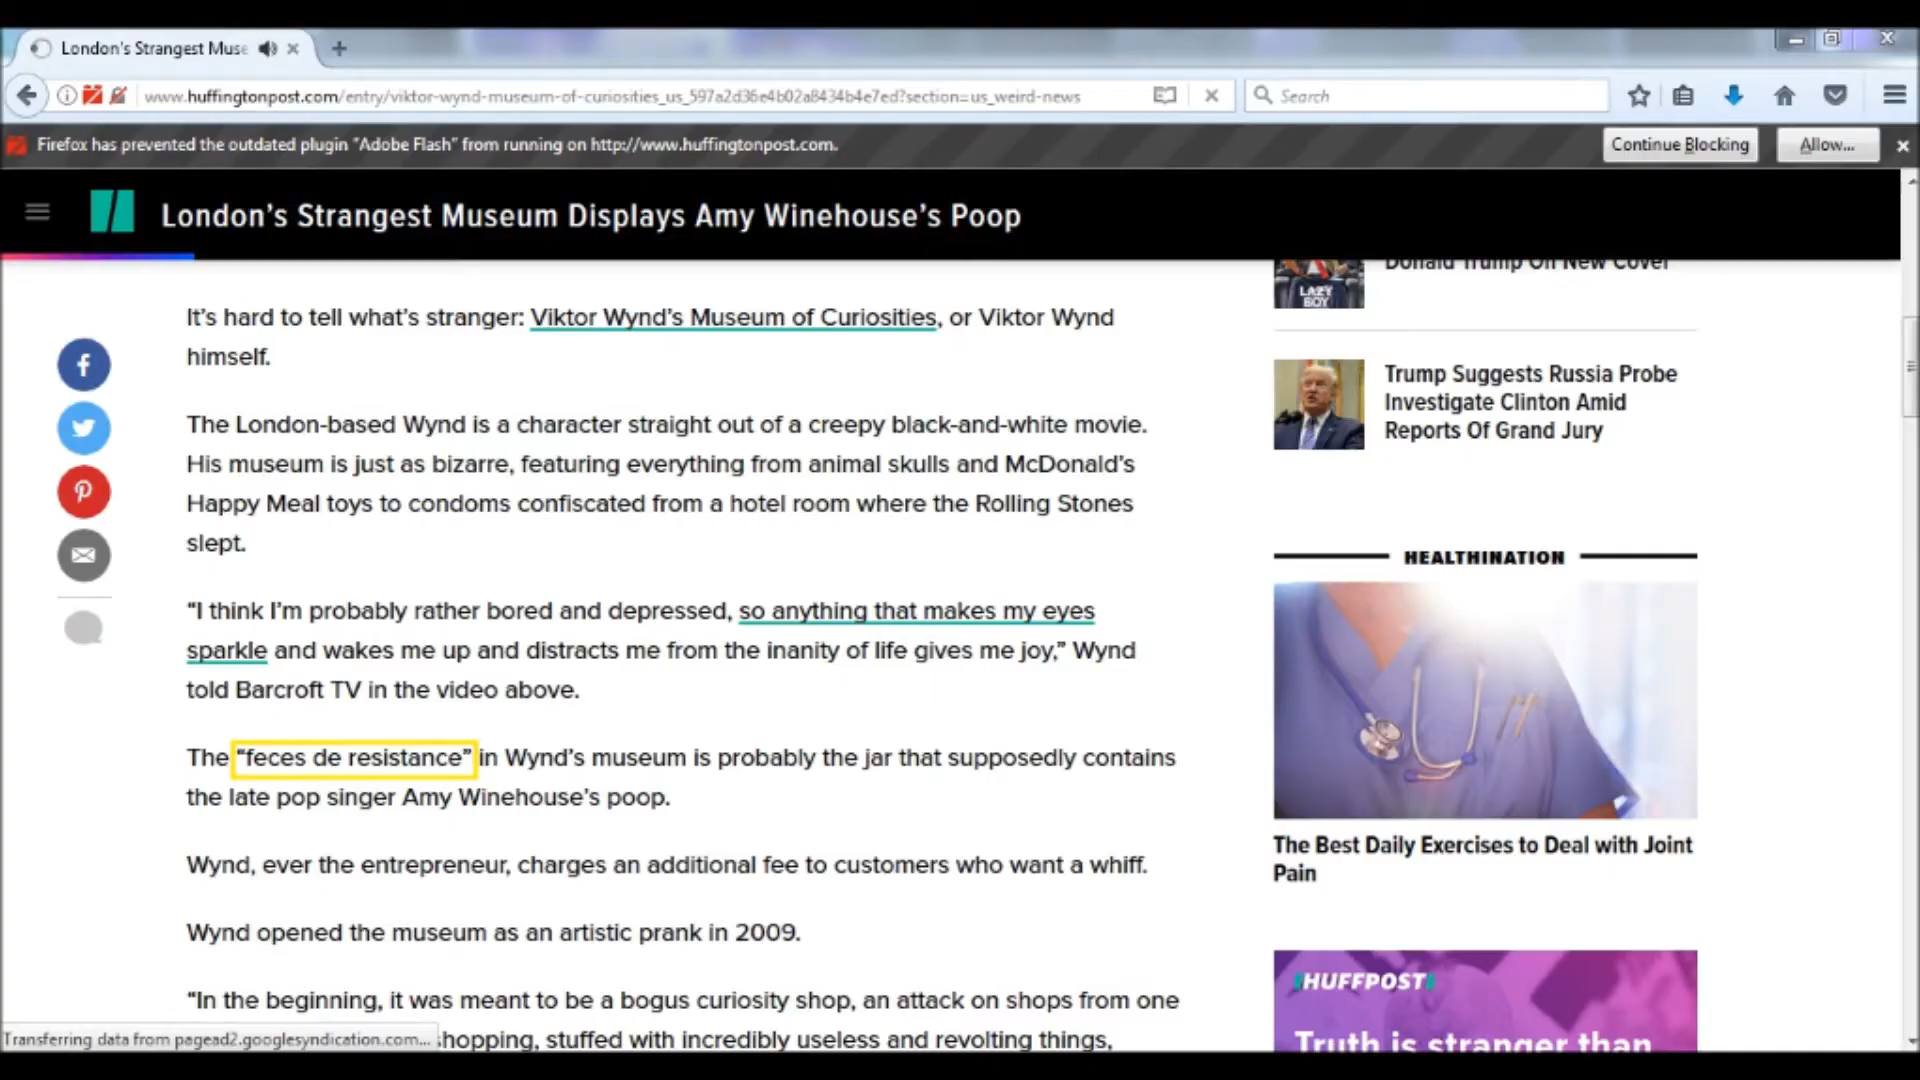 London's Strangest Muse
www.huffingtonpost.com/entry/viktor-wynd-museum-of-curiosities_us_597a2d36e4b02a8434b4e7ed?section=us_weird-news
Search
Firefox has prevented the outdated plugin "Adobe Flash" from running on http://www.huffingtonpost.com.
Continue Blocking
Allow...
London's Strangest Museum Displays Amy Winehouse's Poop
It's hard to tell what's stranger: Viktor Wynd's Museum of Curiosities, or Viktor Wynd
himself.
The London-based Wynd is a character straight out of a creepy black-and-white movie.
His museum is just as bizarre, featuring everything from animal skulls and McDonald's
Happy Meal toys to condoms confiscated from a hotel room where the Rolling Stones
slept.
“I think I'm probably rather bored and depressed, so anything that makes my eyes
sparkle and wakes me up and distracts me from the inanity of life gives me joy,” Wynd
told Barcroft TV in the video above.
The “feces de resistance” in Wynd's museum is probably the jar that supposedly contains
the late pop singer Amy Winehouse's poop.
Wynd, ever the entrepreneur, charges an additional fee to customers who want a whiff.
Wynd opened the museum as an artistic prank in 2009.
“In the beginning, it was meant to be a bogus curiosity shop, an attack on shops from one
hopping, stuffed with incredibly useless and revolting things,
Transferring data from pagead2.googlesyndication.com...
Donald Trump On New Cover
LAZY
BOY
Trump Suggests Russia Probe
Investigate Clinton Amid
Reports Of Grand Jury
HEALTHINATION
The Best Daily Exercises to Deal with Joint
Pain
HUFFPOST
Truth is stranger than